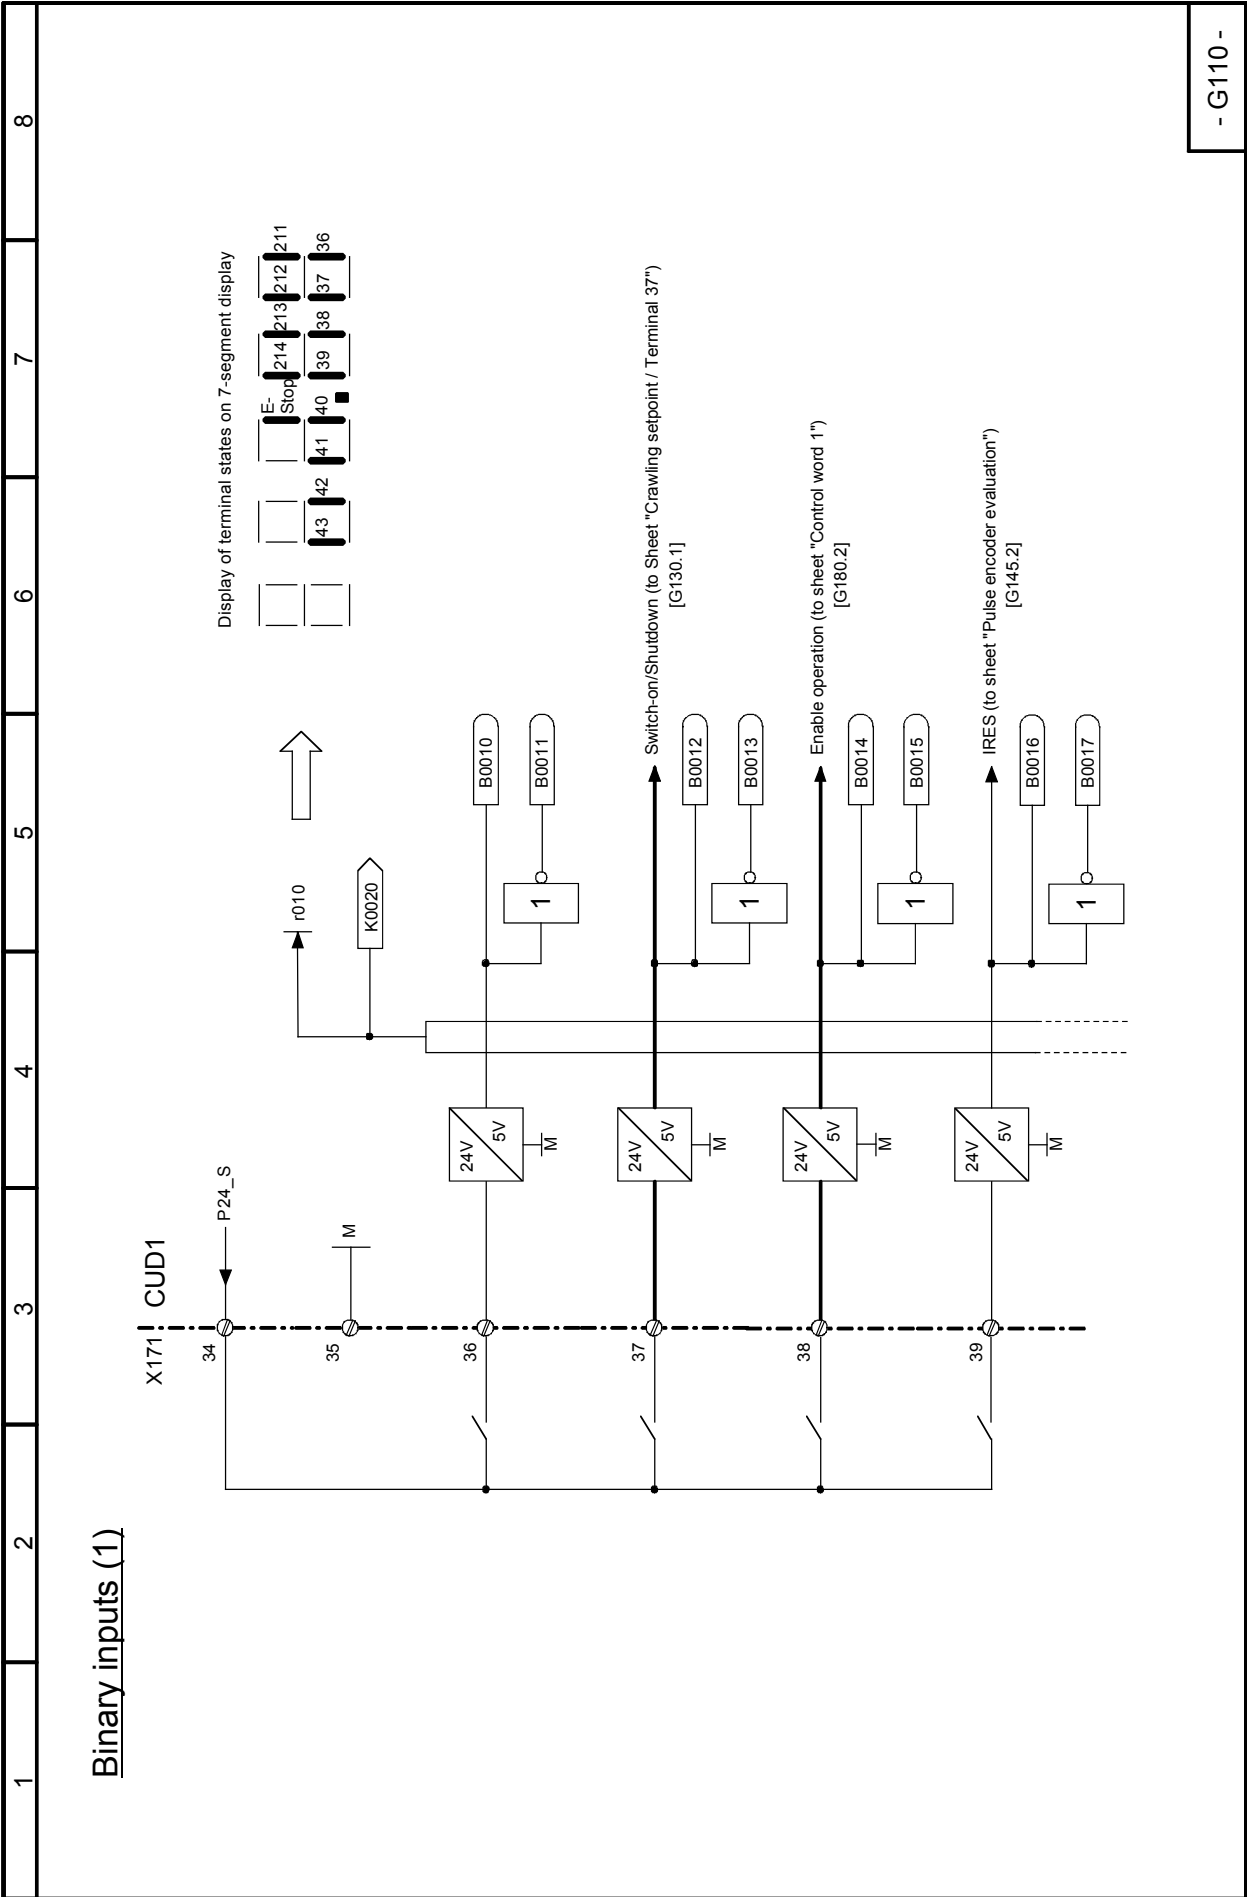 1 2 3 4 5 6 7 8
Binary inputs (1)
X171 CUD1
Display of terminal states on 7-segment display
34
P24_S
r010
E-Stop
214 213 212 211
43 42 41 40 39 38 37 36
35
M
K0020
36
24V
5V
M
B0010
1
B0011
37
24V
5V
M
Switch-on/Shutdown (to Sheet "Crawling setpoint / Terminal 37")
[G130.1]
B0012
1
B0013
38
24V
5V
M
Enable operation (to sheet "Control word 1")
[G180.2]
B0014
1
B0015
39
24V
5V
M
IRES (to sheet "Pulse encoder evaluation")
[G145.2]
B0016
1
B0017
- G110 -